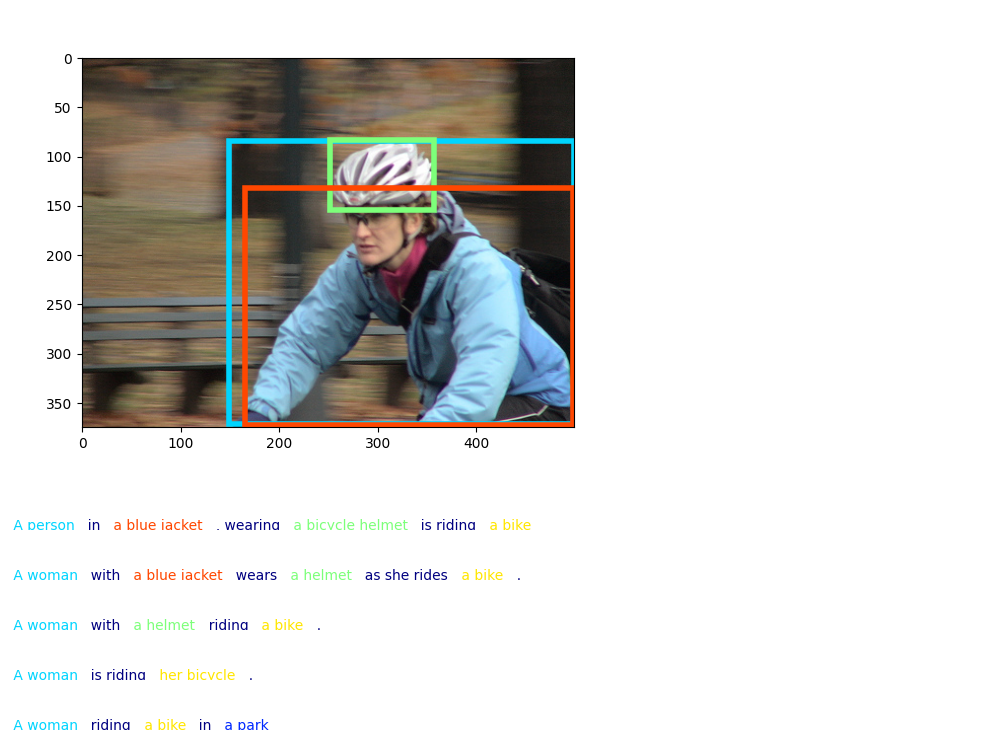 0
50
100
150
200
250
300
350
0 100 200 300 400
A person in a blue jacket , wearing a bicycle helmet is riding a bike
A woman with a blue jacket wears a helmet as she rides a bike .
A woman with a helmet riding a bike .
A woman is riding her bicycle .
A woman riding a bike in a park